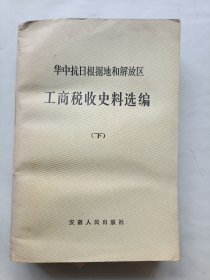 华中抗日根据地和解放区
工商税收史料选编
（下）
安徽人民出版社